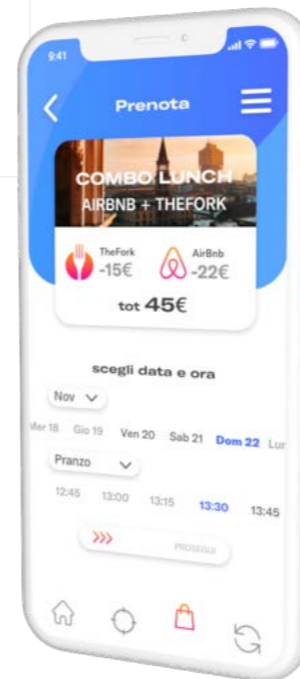 9:41
Prenota
COMBO LUNCH
AIRBNB + THEFORK
TheFork
-15€
AirBnb
-22€
tot 45€
scegli data e ora
Nov
Mer 18 Gio 19 Ven 20 Sab 21 Dom 22 Lun
Pranzo
12:45 13:00 13:15 13:30 13:45
>>> PROSEGUI